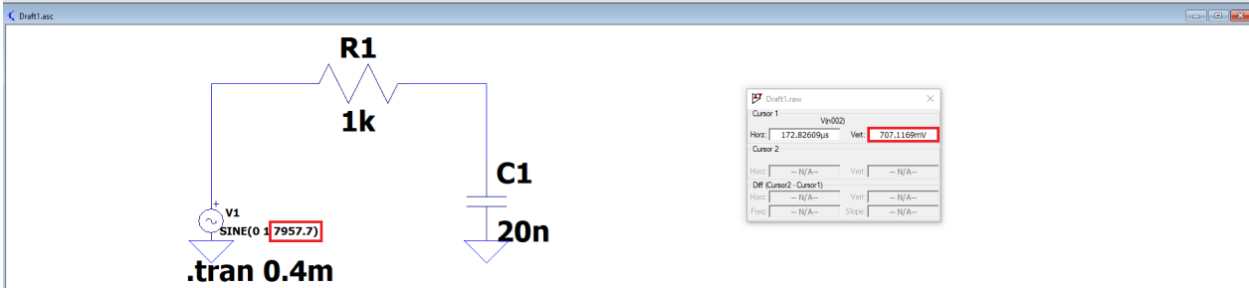 Draft1.asc
R1
1k
C1
20n
V1
SINE(0 1 7957.7)
.tran 0.4m
Draft1.raw
Cursor 1
V(n002)
Horz: 172.82609µs Vert: 707.1169mV
Cursor 2
Horz: -- N/A-- Vert: -- N/A--
Diff (Cursor2 - Cursor1)
Horz: -- N/A-- Vert: -- N/A--
Freq: -- N/A-- Slope: -- N/A--